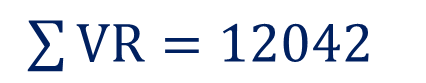 ∑ VR = 12042